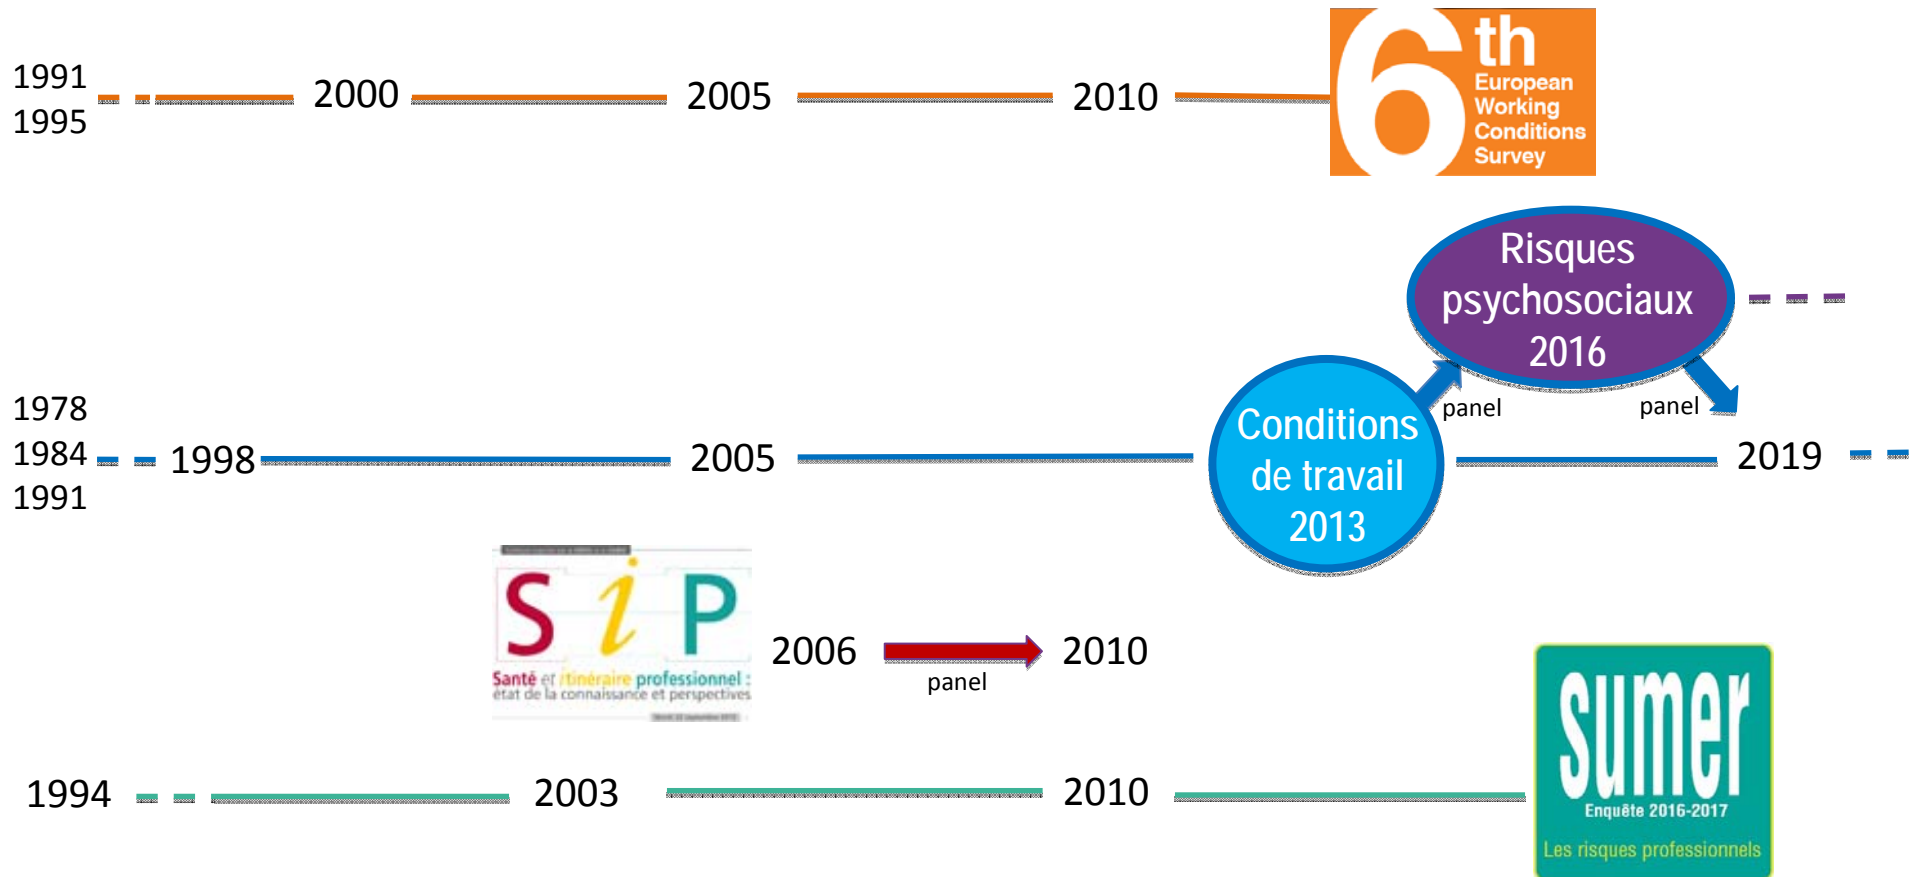 1991
1995
2000
2005
2010
6th
European
Working
Conditions
Survey
Risques
psychosociaux
2016
panel
panel
1978
1984
1991
1998
2005
Conditions
de travail
2013
2019
SiP
Santé et itinéraire professionnel :
état de la connaissance et perspectives
2006
panel
2010
1994
2003
2010
sumer
Enquête 2016-2017
Les risques professionnels